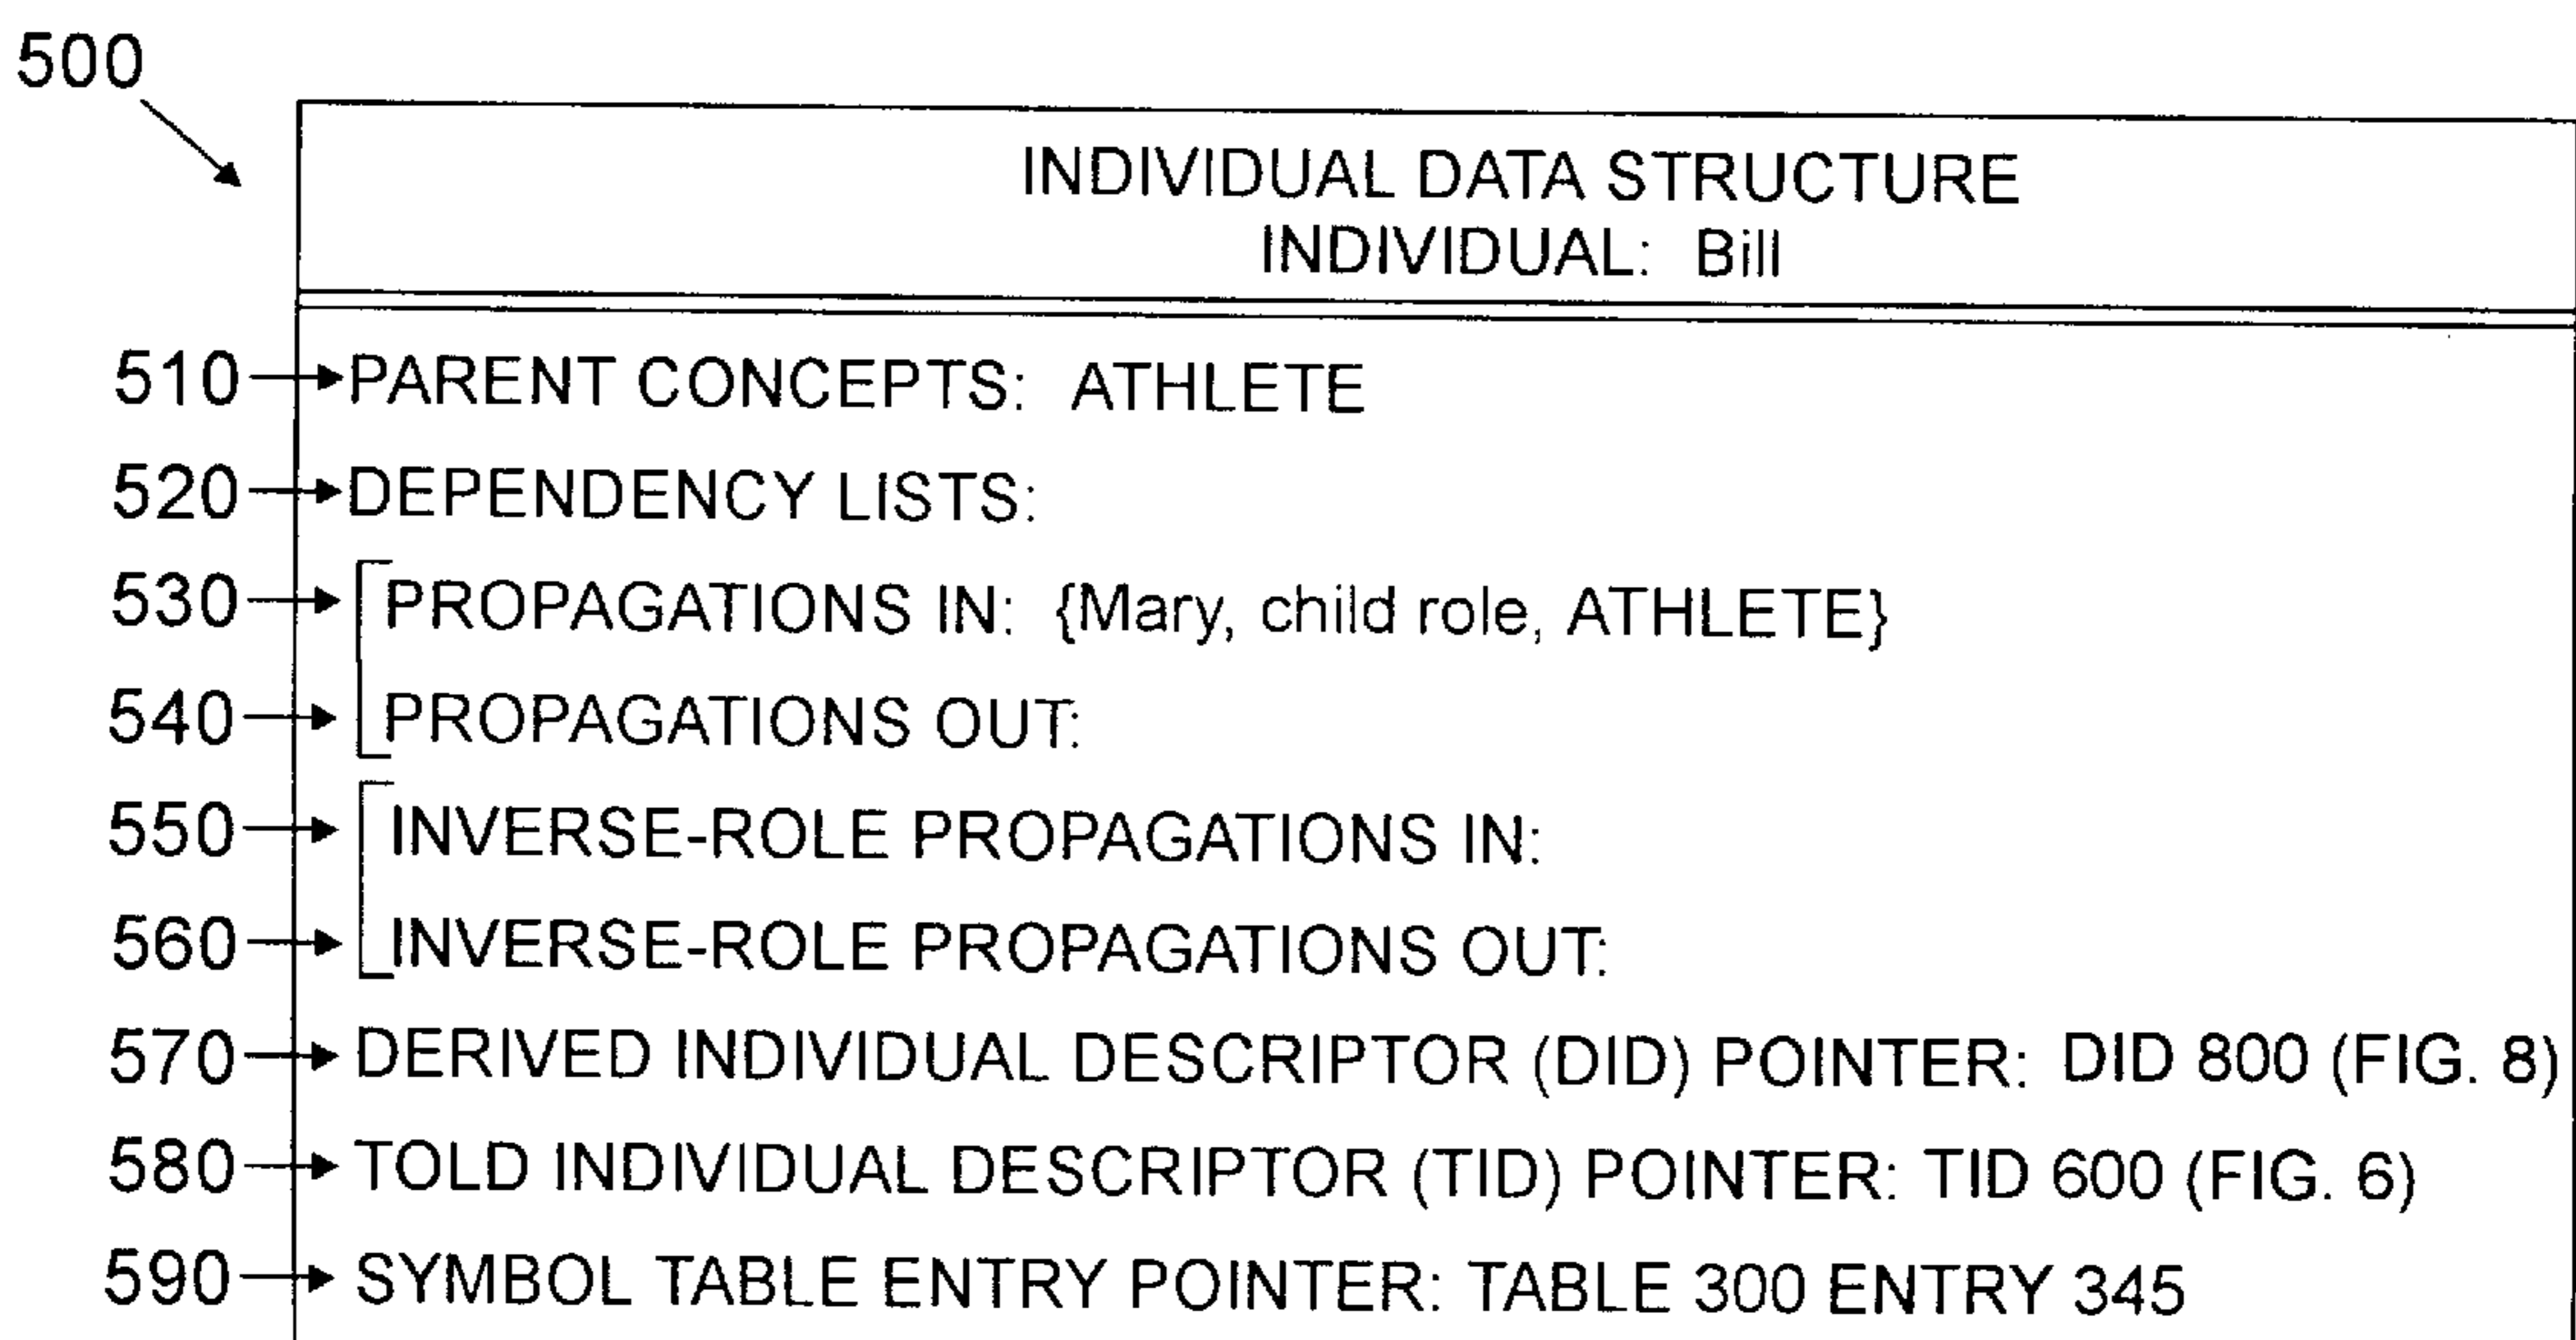 500
INDIVIDUAL DATA STRUCTURE
INDIVIDUAL: Bill
510 PARENT CONCEPTS: ATHLETE
520 DEPENDENCY LISTS:
530 PROPAGATIONS IN: {Mary, child role, ATHLETE}
540 PROPAGATIONS OUT:
550 INVERSE-ROLE PROPAGATIONS IN:
560 INVERSE-ROLE PROPAGATIONS OUT:
570 DERIVED INDIVIDUAL DESCRIPTOR (DID) POINTER: DID 800 (FIG. 8)
580 TOLD INDIVIDUAL DESCRIPTOR (TID) POINTER: TID 600 (FIG. 6)
590 SYMBOL TABLE ENTRY POINTER: TABLE 300 ENTRY 345